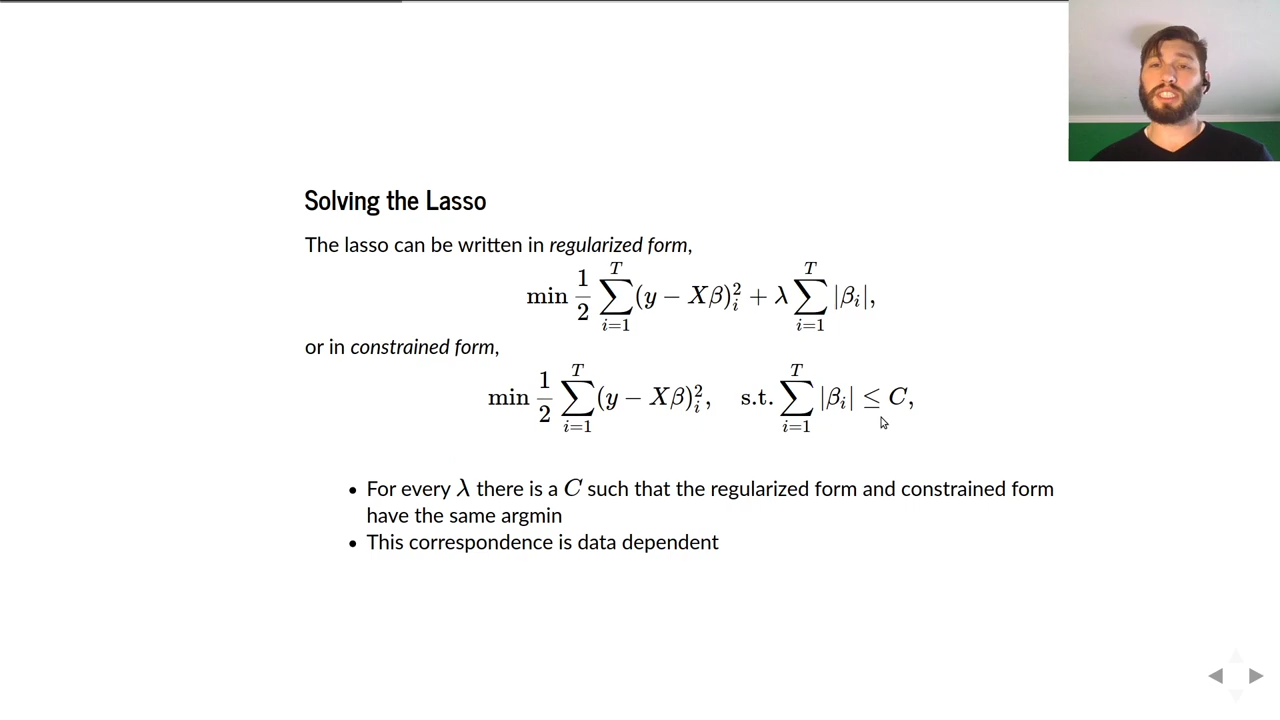 Solving the Lasso
The lasso can be written in regularized form,
min 1/2 ∑_{i=1}^{T} (y − Xβ)_i^2 + λ ∑_{i=1}^{T} |β_i|,
or in constrained form,
min 1/2 ∑_{i=1}^{T} (y − Xβ)_i^2, s.t. ∑_{i=1}^{T} |β_i| ≤ C,
• For every λ there is a C such that the regularized form and constrained form
have the same argmin
• This correspondence is data dependent